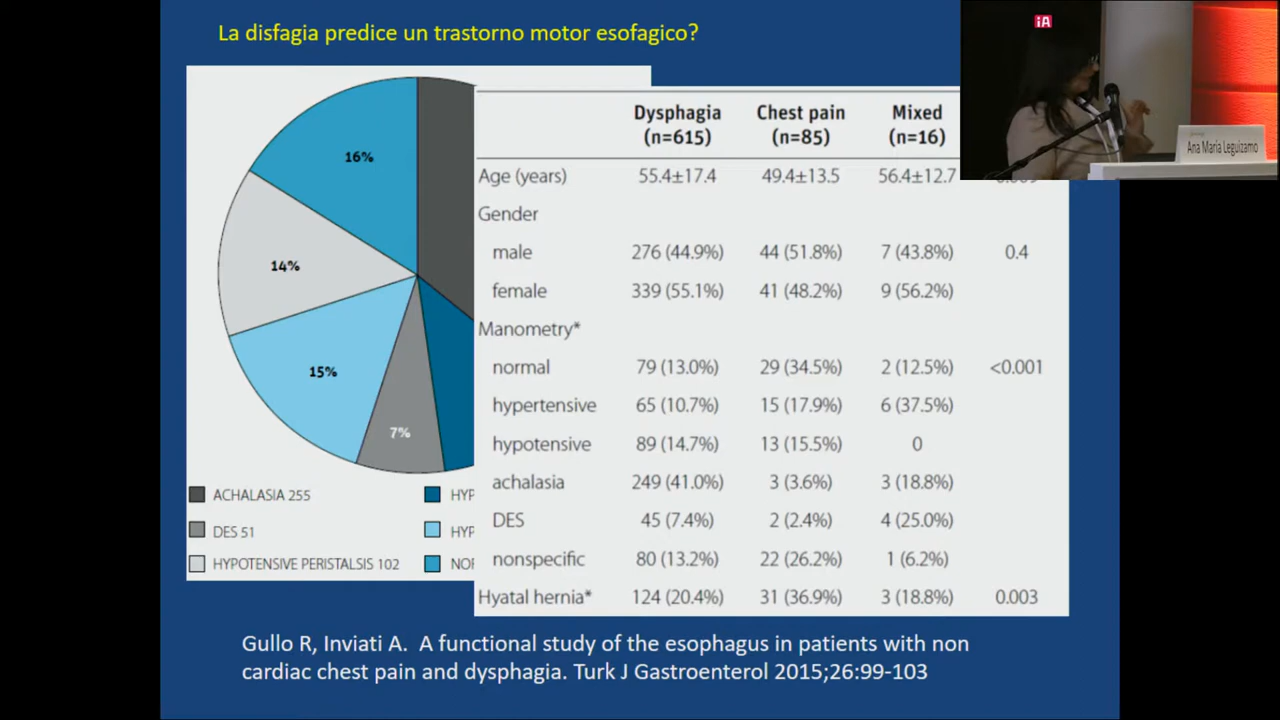 La disfagia predice un trastorno motor esofagico?
iA
Ana Maria Leguizamo
16%
14%
15%
7%
ACHALASIA 255
DES 51
HYPOTENSIVE PERISTALSIS 102
Dysphagia Chest pain Mixed
(n=615) (n=85) (n=16)
Age (years) 55.4±17.4 49.4±13.5 56.4±12.7
Gender
male 276 (44.9%) 44 (51.8%) 7 (43.8%) 0.4
female 339 (55.1%) 41 (48.2%) 9 (56.2%)
Manometry*
normal 79 (13.0%) 29 (34.5%) 2 (12.5%) <0.001
hypertensive 65 (10.7%) 15 (17.9%) 6 (37.5%)
hypotensive 89 (14.7%) 13 (15.5%) 0
achalasia 249 (41.0%) 3 (3.6%) 3 (18.8%)
DES 45 (7.4%) 2 (2.4%) 4 (25.0%)
nonspecific 80 (13.2%) 22 (26.2%) 1 (6.2%)
Hyatal hernia* 124 (20.4%) 31 (36.9%) 3 (18.8%) 0.003
Gullo R, Inviati A. A functional study of the esophagus in patients with non
cardiac chest pain and dysphagia. Turk J Gastroenterol 2015;26:99-103